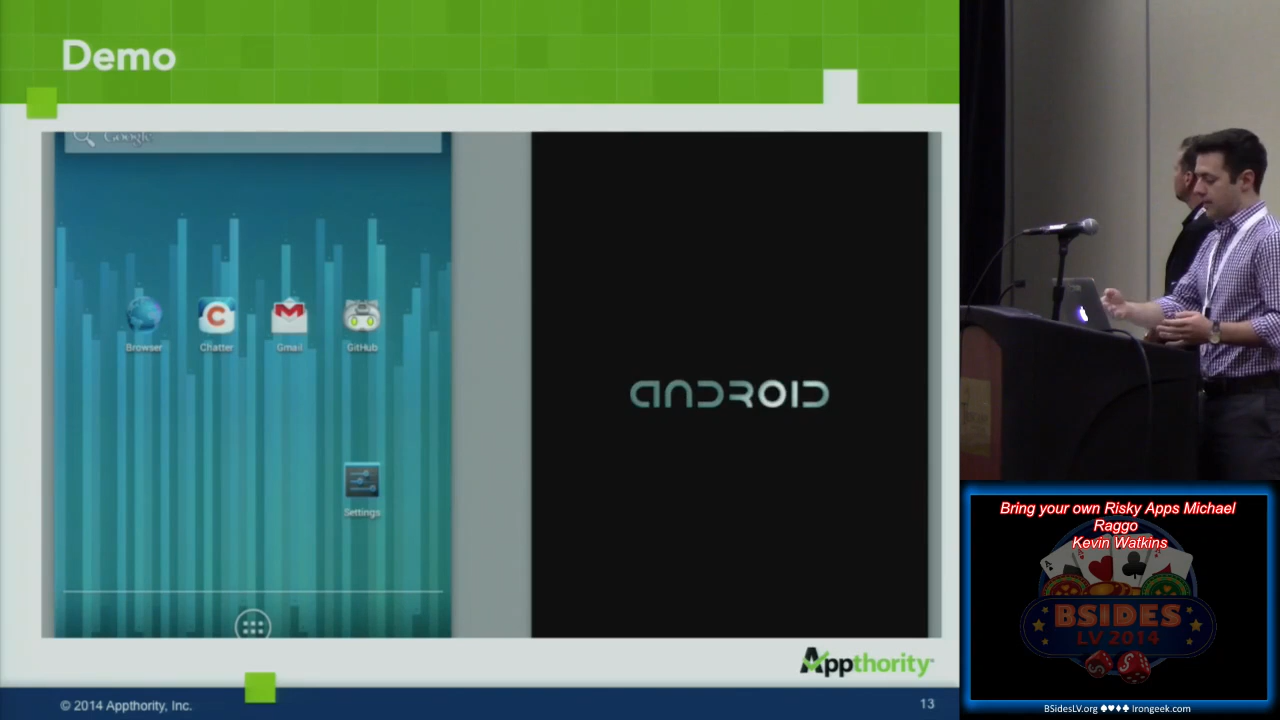 Demo
Google
Browser
Chatter
Gmail
GitHub
Settings
ANDROID
Appthority
© 2014 Appthority, Inc.
13
Bring your own Risky Apps Michael
Raggo
Kevin Watkins
BSIDES
LV 2014
BSidesLV.org ♠♥♦♣ Irongeek.com